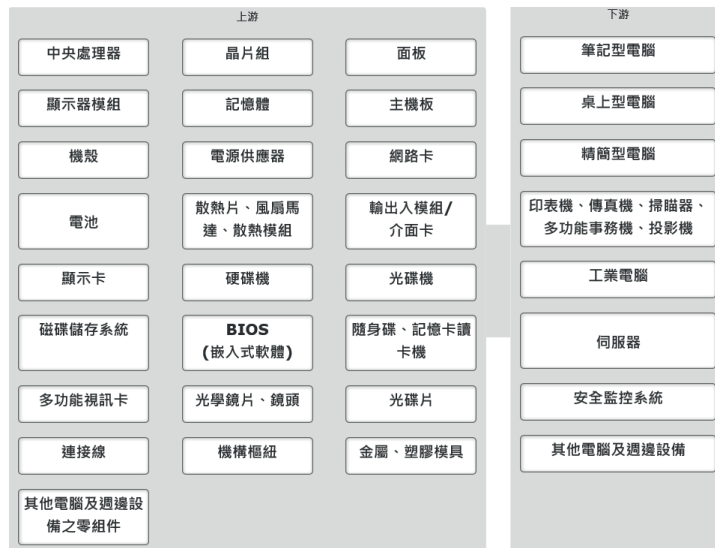 上游
下游
中央處理器
晶片組
面板
筆記型電腦
顯示器模組
記憶體
主機板
桌上型電腦
機殼
電源供應器
網路卡
精簡型電腦
電池
散熱片、風扇馬
達、散熱模組
輸出入模組/
介面卡
印表機、傳真機、掃瞄器、
多功能事務機、投影機
顯示卡
硬碟機
光碟機
工業電腦
磁碟儲存系統
BIOS
(嵌入式軟體)
隨身碟、記憶卡讀
卡機
伺服器
多功能視訊卡
光學鏡片、鏡頭
光碟片
安全監控系統
連接線
機構樞紐
金屬、塑膠模具
其他電腦及週邊設備
其他電腦及週邊設
備之零組件